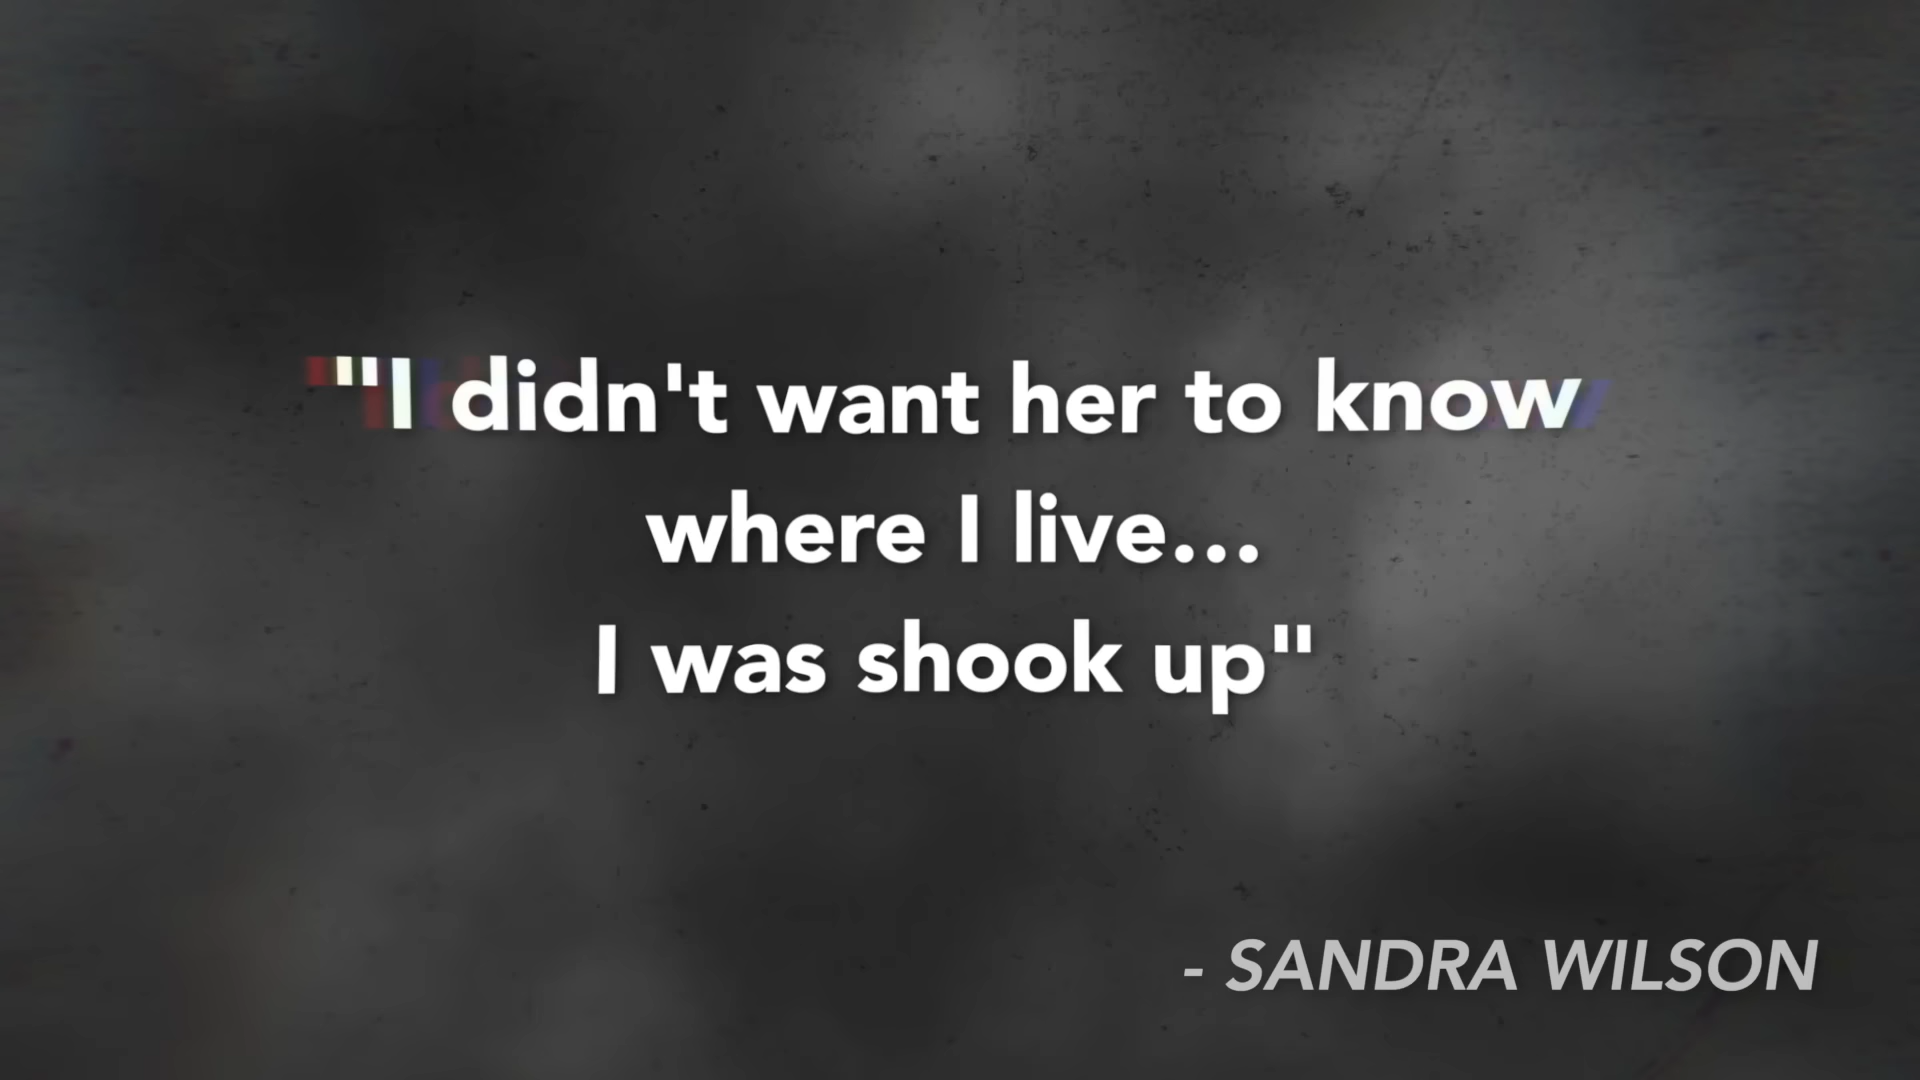 "I didn't want her to know
where I live...
I was shook up"
- SANDRA WILSON